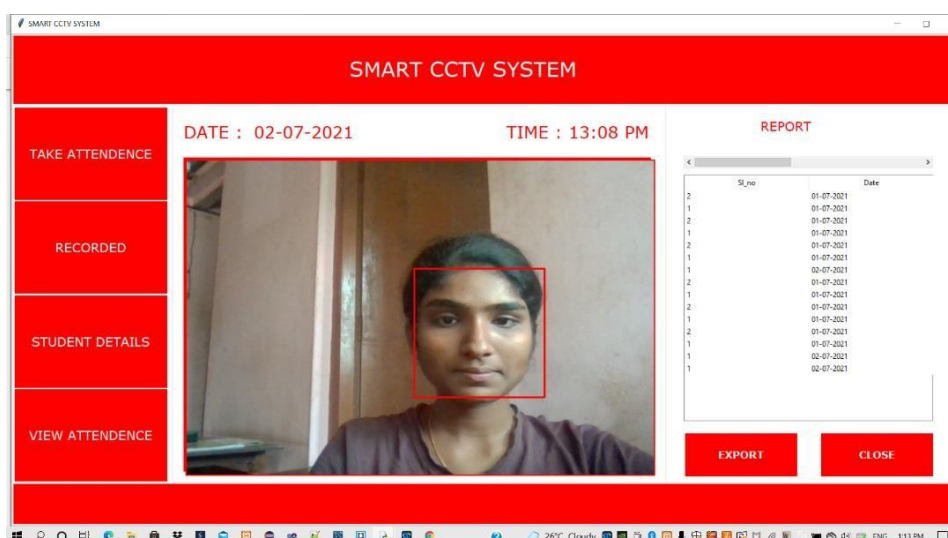 SMART CCTV SYSTEM
SMART CCTV SYSTEM
TAKE ATTENDENCE
RECORDED
STUDENT DETAILS
VIEW ATTENDENCE
DATE : 02-07-2021 TIME : 13:08 PM
REPORT
Sl_no Date
2 01-07-2021
1 01-07-2021
2 01-07-2021
1 01-07-2021
2 01-07-2021
1 01-07-2021
1 02-07-2021
2 01-07-2021
1 01-07-2021
2 01-07-2021
1 01-07-2021
2 01-07-2021
1 01-07-2021
1 02-07-2021
1 02-07-2021
EXPORT CLOSE
26°C Cloudy ENG 1:13 PM